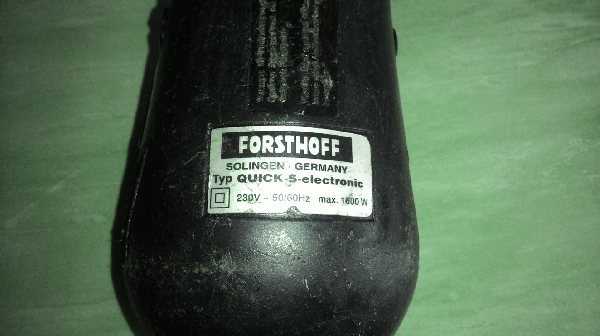 FORSTHOFF
SOLINGEN · GERMANY
Typ QUICK-S-electronic
230V ~ 50/60Hz max. 1600 W